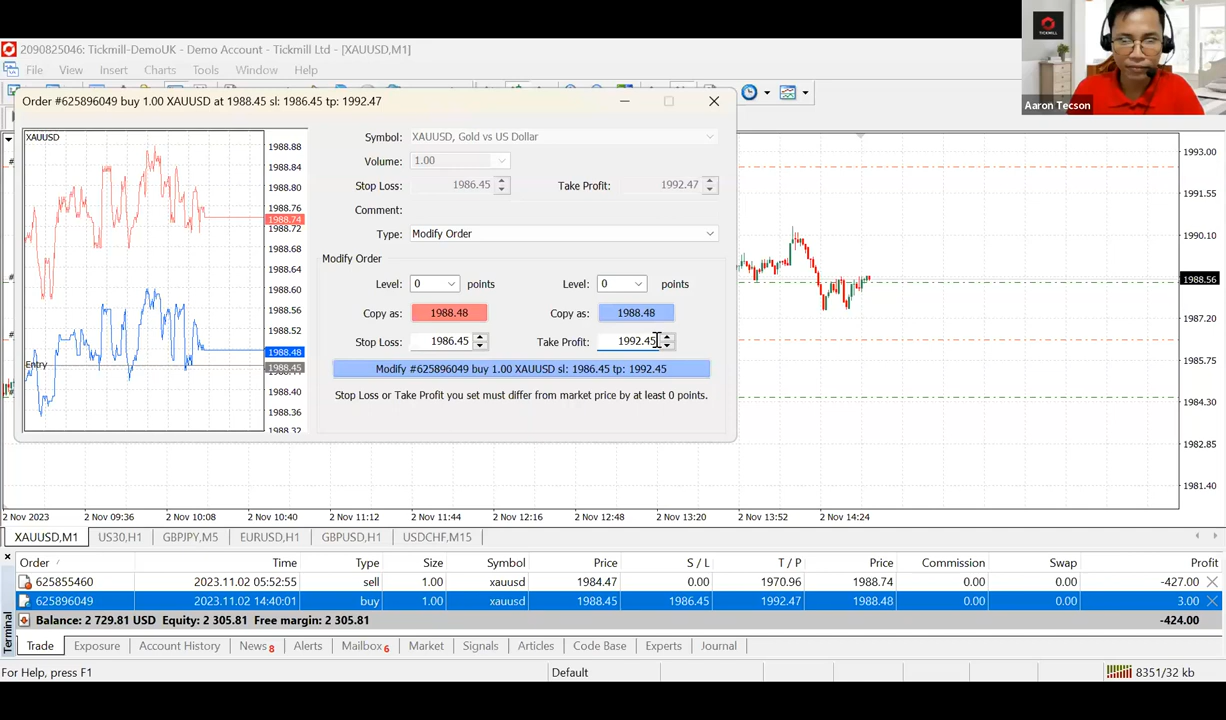 TICKMILL
Aaron Tecson
2090825046: Tickmill-DemoUK - Demo Account - Tickmill Ltd - [XAUUSD,M1]
File View Insert Charts Tools Window Help
Order #625896049 buy 1.00 XAUUSD at 1988.45 sl: 1986.45 tp: 1992.47
XAUUSD
1988.88
1988.84
1988.80
1988.76
1988.74
1988.72
1988.68
1988.64
1988.60
1988.56
1988.52
1988.48
Entry
1988.45
1988.40
1988.36
1988.32
Symbol: XAUUSD, Gold vs US Dollar
Volume: 1.00
Stop Loss: 1986.45 Take Profit: 1992.47
Comment:
Type: Modify Order
Modify Order
Level: 0 points Level: 0 points
Copy as: 1988.48 Copy as: 1988.48
Stop Loss: 1986.45 Take Profit: 1992.45
Modify #625896049 buy 1.00 XAUUSD sl: 1986.45 tp: 1992.45
Stop Loss or Take Profit you set must differ from market price by at least 0 points.
1993.00
1991.55
1990.10
1988.56
1987.20
1985.75
1984.30
1982.85
1981.40
2 Nov 2023 2 Nov 09:36 2 Nov 10:08 2 Nov 10:40 2 Nov 11:12 2 Nov 11:44 2 Nov 12:16 2 Nov 12:48 2 Nov 13:20 2 Nov 13:52 2 Nov 14:24
XAUUSD,M1 US30,H1 GBPJPY,M5 EURUSD,H1 GBPUSD,H1 USDCHF,M15
Order Time Symbol Size Price S / L T / P Price Commission Swap Profit
625855460 2023.11.02 05:52:55 sell 1.00 xauusd 1984.47 0.00 1970.96 1988.74 0.00 0.00 -427.00
625896049 2023.11.02 14:40:01 buy 1.00 xauusd 1988.45 1986.45 1992.47 1988.48 0.00 0.00 3.00
Balance: 2 729.81 USD Equity: 2 305.81 Free margin: 2 305.81 -424.00
Terminal
Trade Exposure Account History News 8 Alerts Mailbox 6 Market Signals Articles Code Base Experts Journal
For Help, press F1 Default 8351/32 kb